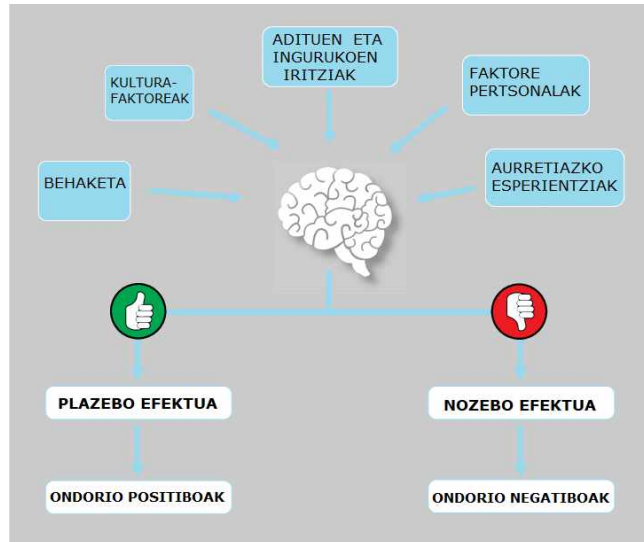 ADITUEN ETA
INGURUKOEN
IRITZIAK
KULTURA-
FAKTOREAK
FAKTORE
PERTSONALAK
BEHAKETA
AURRETIAZKO
ESPERIENTZIAK
PLAZEBO EFEKTUA
NOZEBO EFEKTUA
ONDORIO POSITIBOAK
ONDORIO NEGATIBOAK